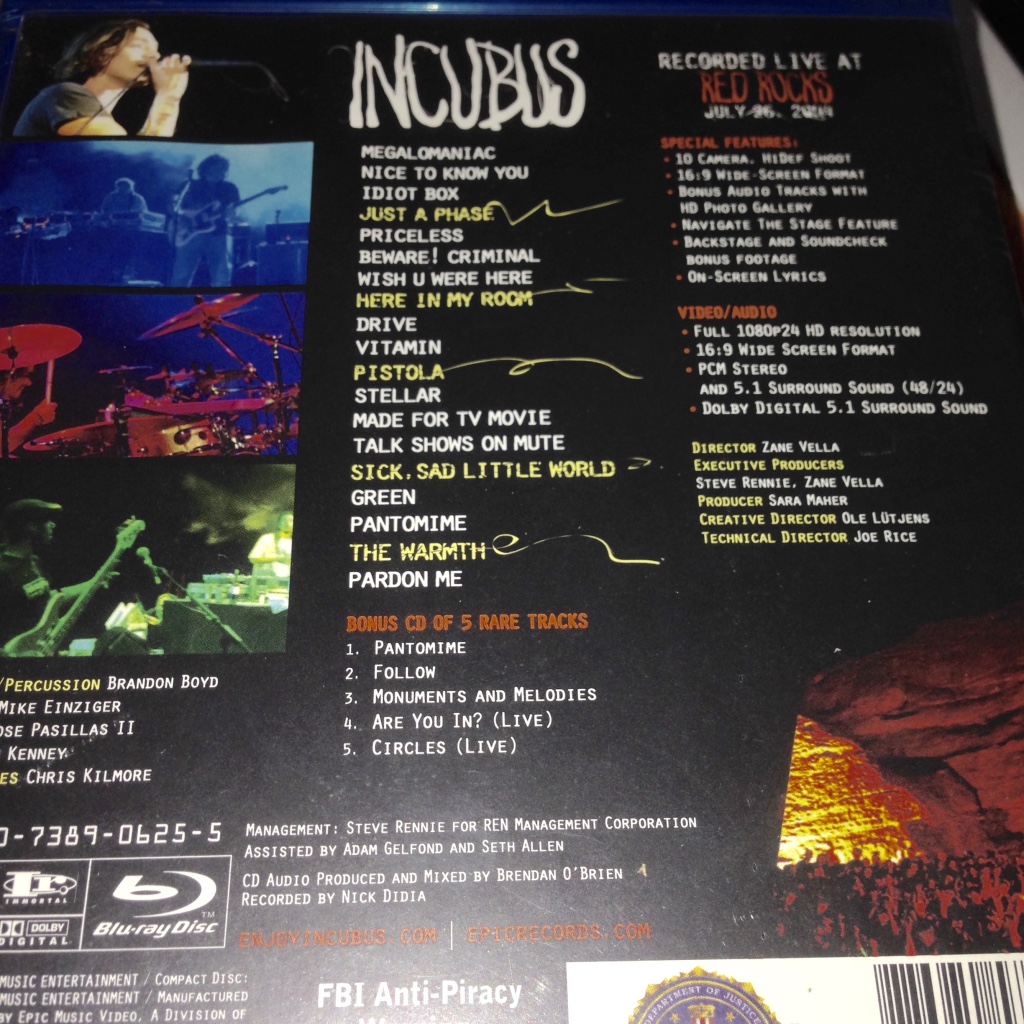 INCUBUS
MEGALOMANIAC
NICE TO KNOW YOU
IDIOT BOX
JUST A PHASE
PRICELESS
BEWARE! CRIMINAL
WISH U WERE HERE
HERE IN MY ROOM
DRIVE
VITAMIN
PISTOLA
STELLAR
MADE FOR TV MOVIE
TALK SHOWS ON MUTE
SICK, SAD LITTLE WORLD
GREEN
PANTOMIME
THE WARMTH
PARDON ME
BONUS CD OF 5 RARE TRACKS
1. PANTOMIME
2. FOLLOW
3. MONUMENTS AND MELODIES
4. ARE YOU IN? (LIVE)
5. CIRCLES (LIVE)
RECORDED LIVE AT
RED ROCKS
JULY 26, 2004
SPECIAL FEATURES:
• 10 CAMERA, HIDEF SHOOT
• 16:9 WIDE-SCREEN FORMAT
• BONUS AUDIO TRACKS WITH
HD PHOTO GALLERY
• NAVIGATE THE STAGE FEATURE
• BACKSTAGE AND SOUNDCHECK
BONUS FOOTAGE
• ON-SCREEN LYRICS
VIDEO/AUDIO
• FULL 1080P24 HD RESOLUTION
• 16:9 WIDE SCREEN FORMAT
• PCM STEREO
AND 5.1 SURROUND SOUND (48/24)
• DOLBY DIGITAL 5.1 SURROUND SOUND
DIRECTOR ZANE VELLA
EXECUTIVE PRODUCERS
STEVE RENNIE, ZANE VELLA
PRODUCER SARA MAHER
CREATIVE DIRECTOR OLE LÜTJENS
TECHNICAL DIRECTOR JOE RICE
/PERCUSSION BRANDON BOYD
MIKE EINZIGER
OSE PASILLAS II
KENNEY
ES CHRIS KILMORE
0-7389-0625-5
MANAGEMENT: STEVE RENNIE FOR REN MANAGEMENT CORPORATION
ASSISTED BY ADAM GELFOND AND SETH ALLEN
CD AUDIO PRODUCED AND MIXED BY BRENDAN O'BRIEN
RECORDED BY NICK DIDIA
ENJOYINCUBUS.COM | EPICRECORDS.COM
IMMORTAL
DOLBY
DIGITAL
Blu-ray Disc™
MUSIC ENTERTAINMENT / COMPACT DISC:
MUSIC ENTERTAINMENT / MANUFACTURED
BY EPIC MUSIC VIDEO, A DIVISION OF
FBI Anti-Piracy
DEPARTMENT OF JUSTICE